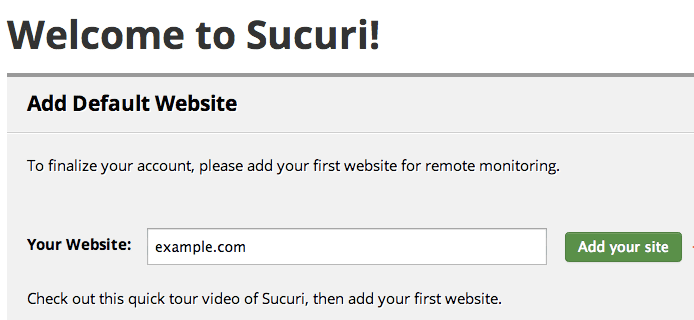 Welcome to Sucuri!
Add Default Website
To finalize your account, please add your first website for remote monitoring.
Your Website: example.com Add your site
Check out this quick tour video of Sucuri, then add your first website.